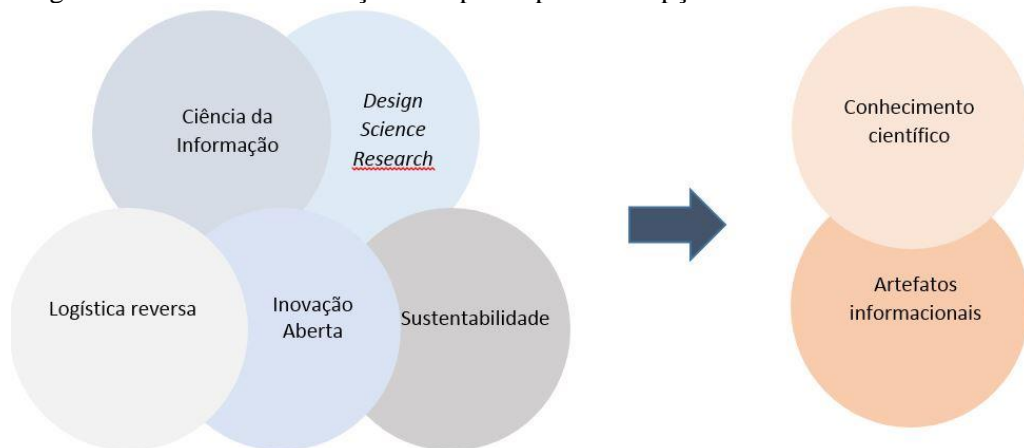 Ciência da
Informação
Design
Science
Research
Logística reversa
Inovação
Aberta
Sustentabilidade
Conhecimento
científico
Artefatos
informacionais